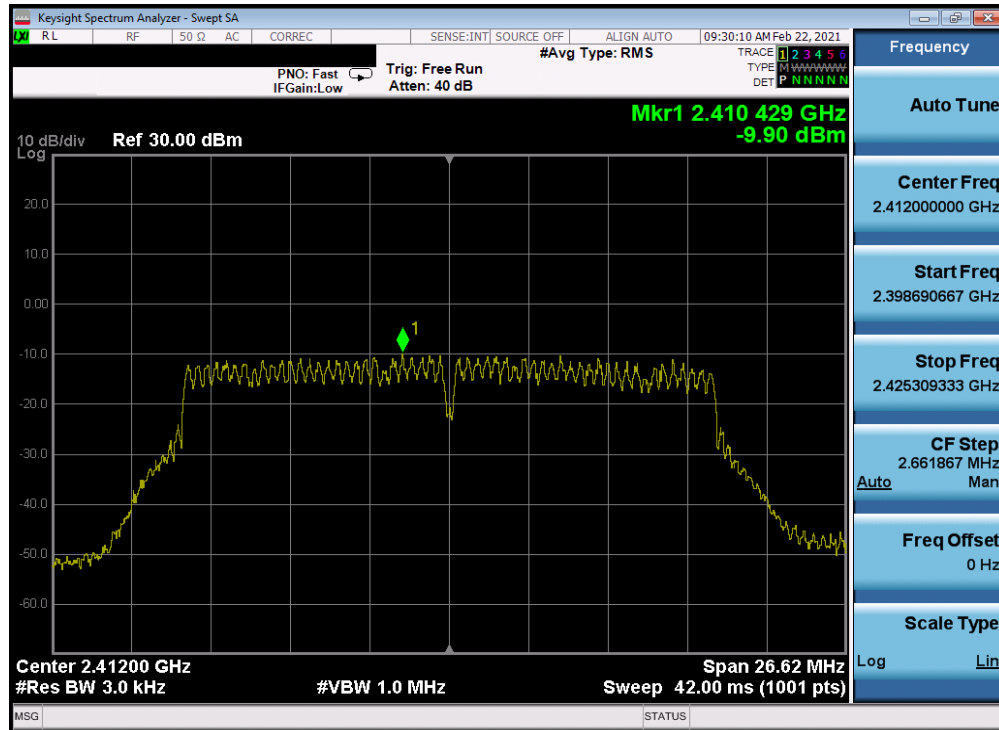 Keysight Spectrum Analyzer - Swept SA
LXI RL RF 50 Ω AC CORREC SENSE:INT SOURCE OFF ALIGN AUTO 09:30:10 AM Feb 22, 2021
#Avg Type: RMS
TRACE 1 2 3 4 5 6
PNO: Fast Trig: Free Run
TYPE M W W W W W
IFGain:Low Atten: 40 dB
DET P N N N N N
Mkr1 2.410 429 GHz
-9.90 dBm
10 dB/div Ref 30.00 dBm
Log
20.0
10.0
0.00
1
-10.0
-20.0
-30.0
-40.0
-50.0
-60.0
Center 2.41200 GHz Span 26.62 MHz
#Res BW 3.0 kHz #VBW 1.0 MHz Sweep 42.00 ms (1001 pts)
MSG STATUS
Frequency
Auto Tune
Center Freq
2.412000000 GHz
Start Freq
2.398690667 GHz
Stop Freq
2.425309333 GHz
CF Step
2.661867 MHz
Auto Man
Freq Offset
0 Hz
Scale Type
Log Lin